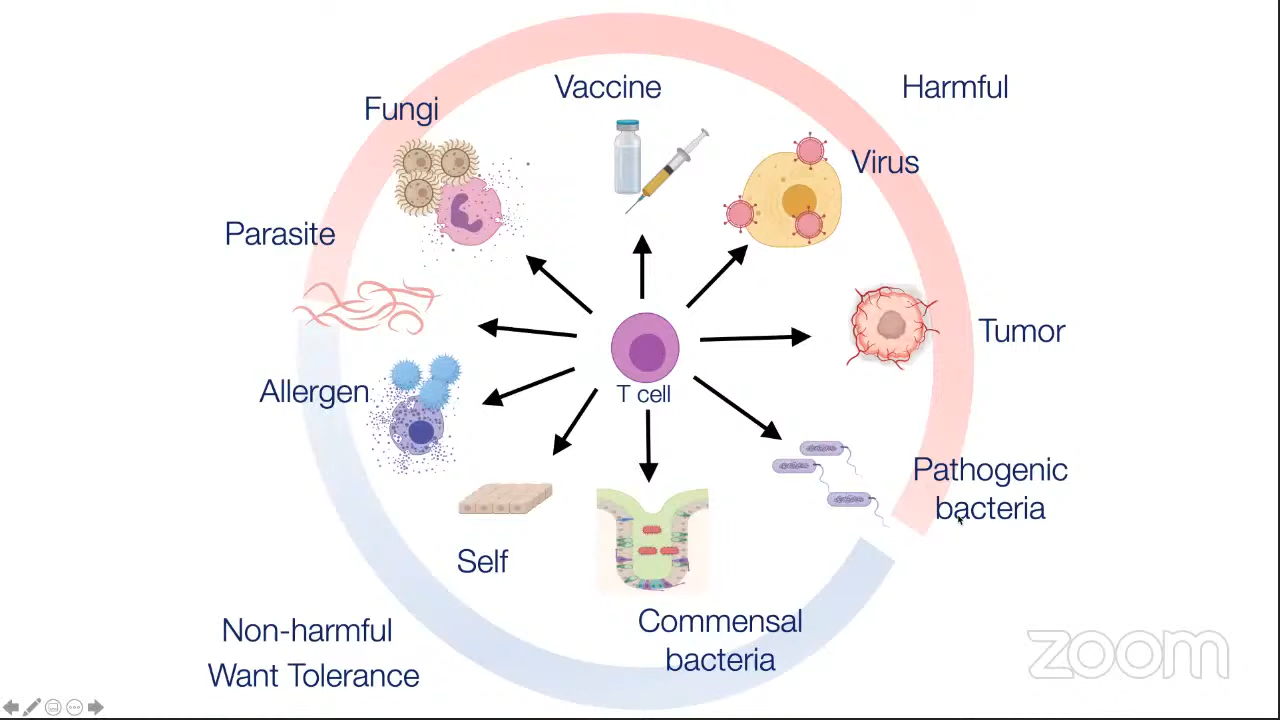 Vaccine
Harmful
Fungi
Virus
Parasite
Tumor
Allergen
T cell
Pathogenic
bacteria
Self
Commensal
bacteria
Non-harmful
Want Tolerance
zoom